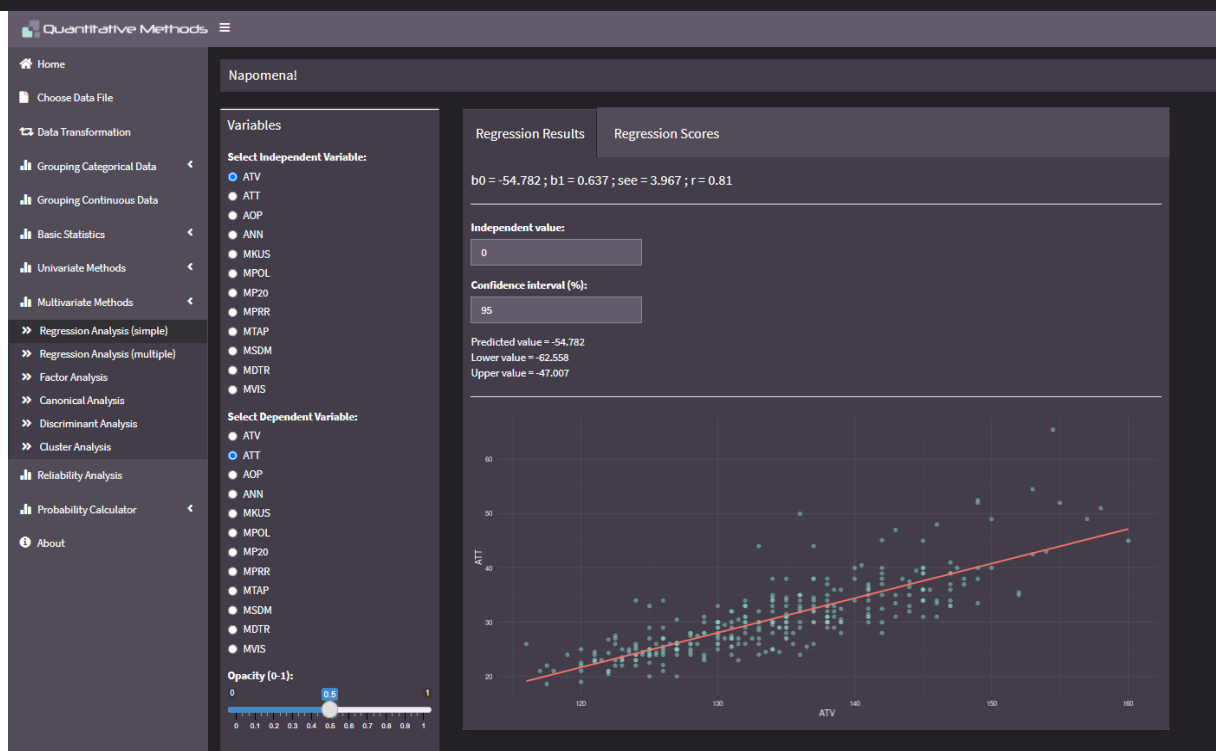 Quantitative Methods
Home
Choose Data File
Data Transformation
Grouping Categorical Data
Grouping Continuous Data
Basic Statistics
Univariate Methods
Multivariate Methods
Regression Analysis (simple)
Regression Analysis (multiple)
Factor Analysis
Canonical Analysis
Discriminant Analysis
Cluster Analysis
Reliability Analysis
Probability Calculator
About
Napomena!
Variables
Select Independent Variable:
ATV
ATT
AOP
ANN
MKUS
MPOL
MP20
MPRR
MTAP
MSDM
MDTR
MVIS
Select Dependent Variable:
ATV
ATT
AOP
ANN
MKUS
MPOL
MP20
MPRR
MTAP
MSDM
MDTR
MVIS
Opacity (0-1):
0 0.5 1
0 0.1 0.2 0.3 0.4 0.5 0.6 0.7 0.8 0.9 1
Regression Results Regression Scores
b0 = -54.782 ; b1 = 0.637 ; see = 3.967 ; r = 0.81
Independent value:
0
Confidence interval (%):
95
Predicted value = -54.782
Lower value = -62.558
Upper value = -47.007
60
50
40
30
20
ATT
120 130 140 150 160
ATV